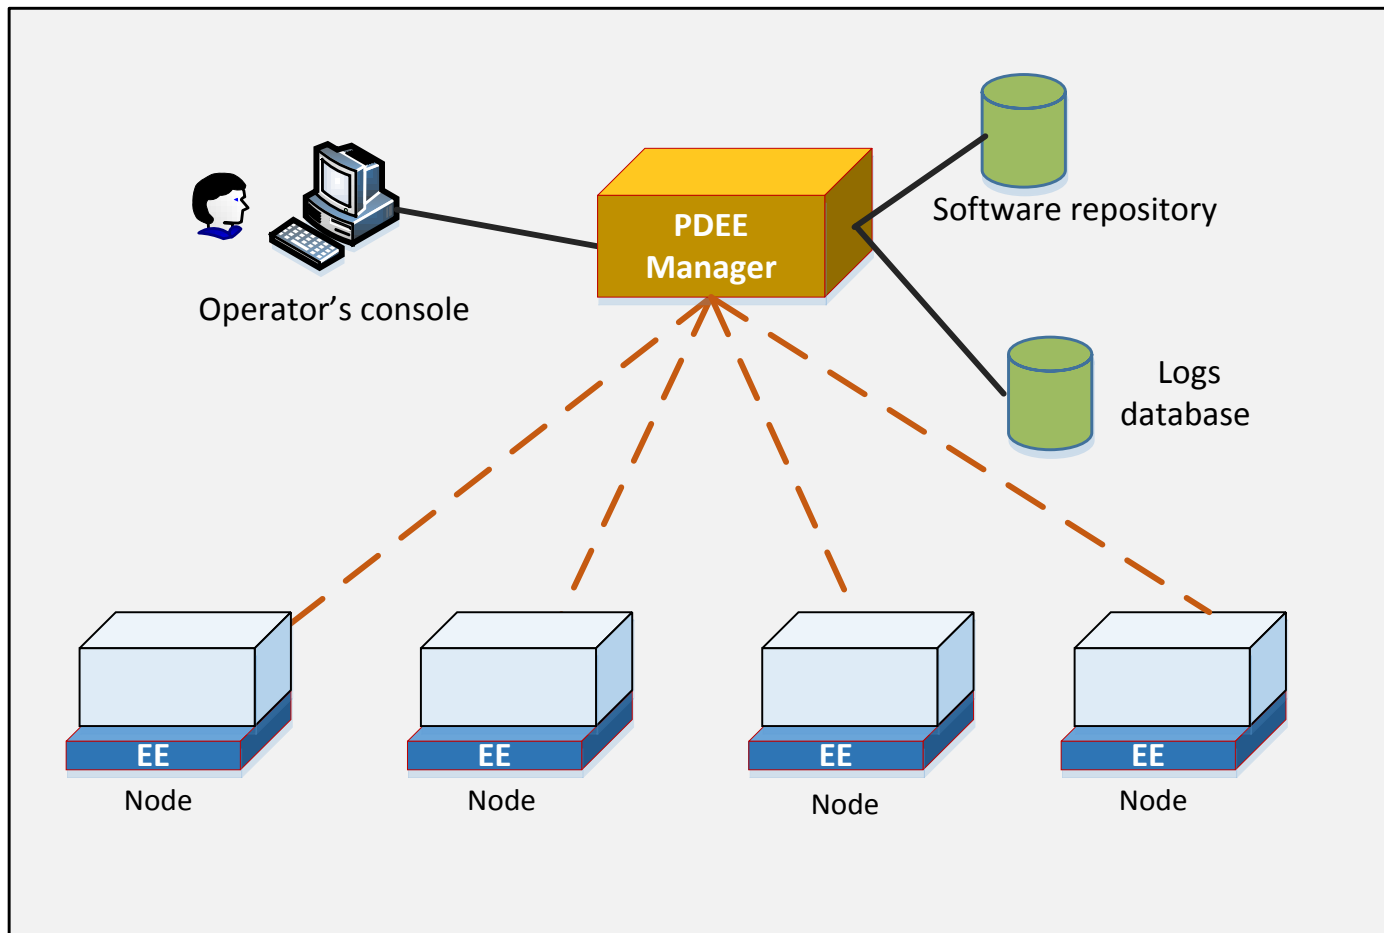 Software repository
PDEE
Manager
Operator’s console
Logs
database
EE
EE
EE
EE
Node
Node
Node
Node